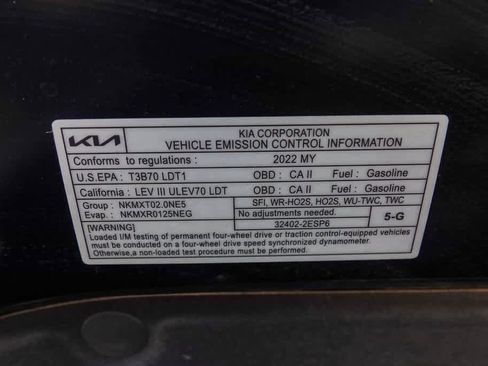 KIA
KIA CORPORATION
VEHICLE EMISSION CONTROL INFORMATION
Conforms to regulations : 2022 MY
U.S.EPA : T3B70 LDT1 OBD : CA II Fuel : Gasoline
California : LEV III ULEV70 LDT OBD : CA II Fuel : Gasoline
Group : NKMXT02.0NE5
Evap. : NKMXR0125NEG
SFI, WR-HO2S, HO2S, WU-TWC, TWC
No adjustments needed.
32402-2ESP6
5-G
[WARNING]
Loaded I/M testing of permanent four-wheel drive or traction control-equipped vehicles
must be conducted on a four-wheel drive speed synchronized dynamometer.
Otherwise,a non-loaded test procedure must be performed.